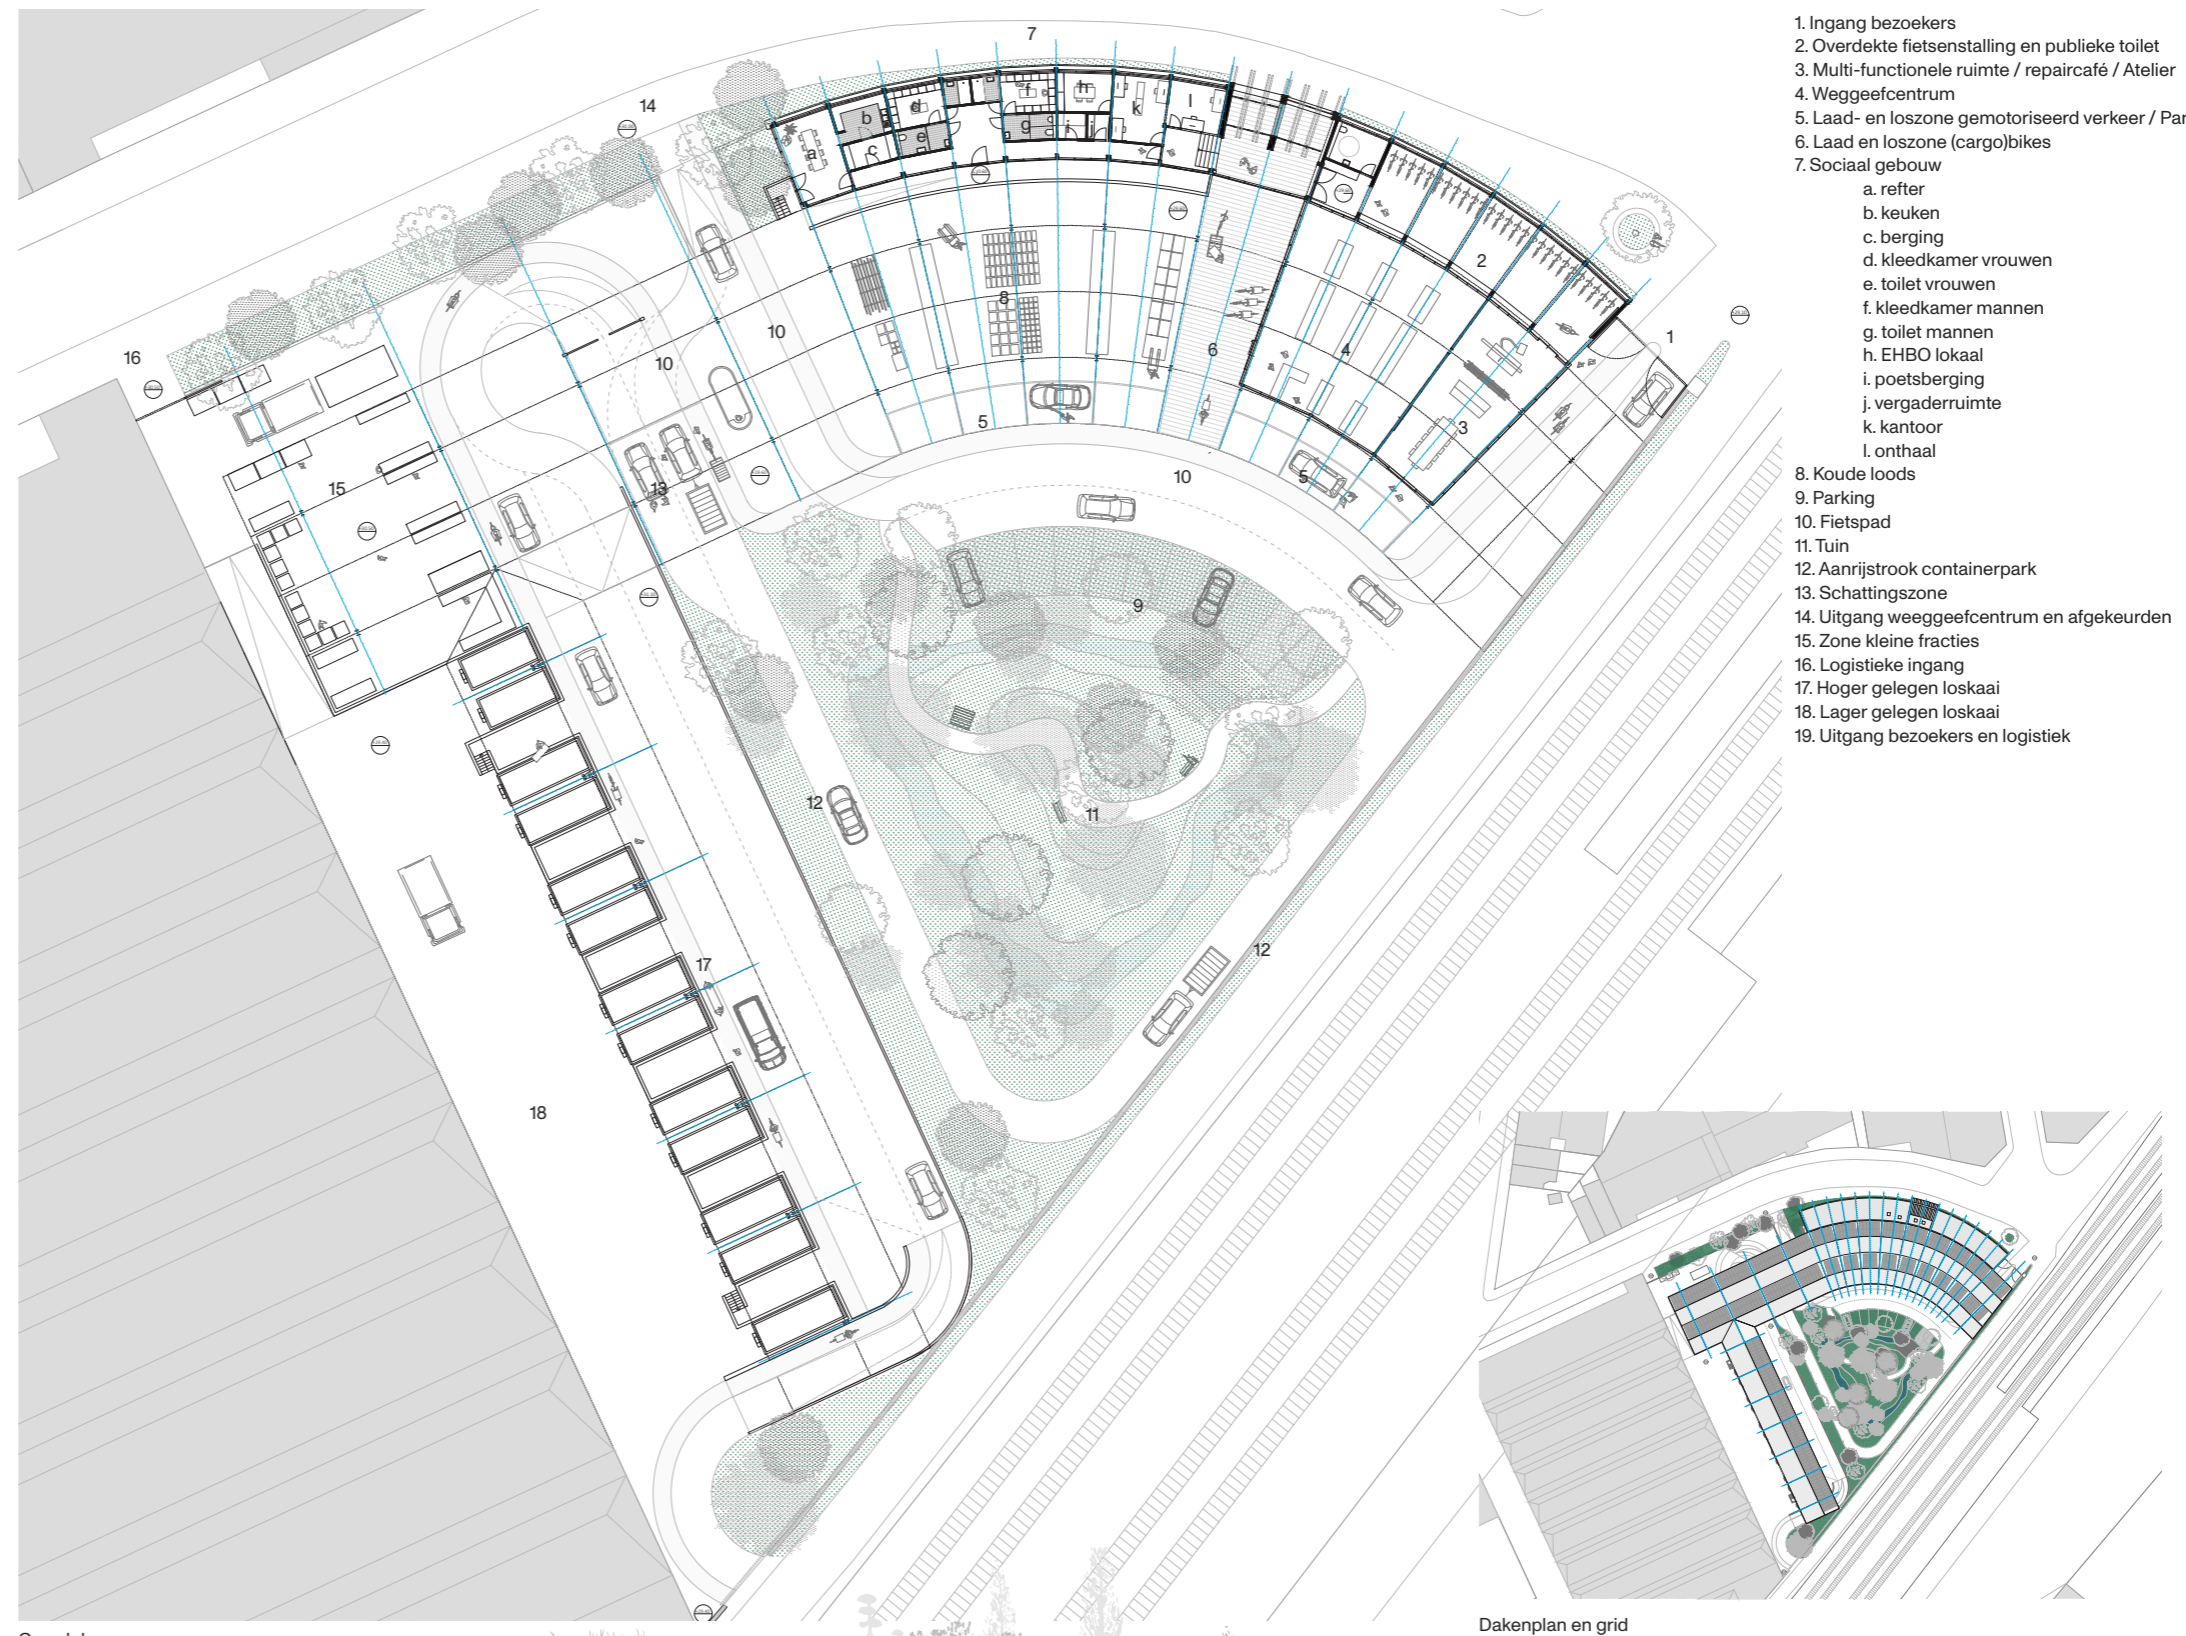 1. Ingang bezoekers
2. Overdekte fietsenstalling en publieke toilet
3. Multi-functionele ruimte / repaircafé / Atelier
4. Weggeefcentrum
5. Laad- en loszone gemotoriseerd verkeer / Par
6. Laad en loszone (cargo)bikes
7. Sociaal gebouw
a. refter
b. keuken
c. berging
d. kleedkamer vrouwen
e. toilet vrouwen
f. kleedkamer mannen
g. toilet mannen
h. EHBO lokaal
i. poetsberging
j. vergaderruimte
k. kantoor
l. onthaal
8. Koude loods
9. Parking
10. Fietspad
11. Tuin
12. Aanrijstrook containerpark
13. Schattingszone
14. Uitgang weeggeefcentrum en afgekeurden
15. Zone kleine fracties
16. Logistieke ingang
17. Hoger gelegen loskaai
18. Lager gelegen loskaai
19. Uitgang bezoekers en logistiek
7
14
h
f
d
k
l
b
g
i
j
e
a
c
2
8
16
10
10
6
4
1
5
3
10
5
15
13
9
12
11
12
17
18
Dakenplan en grid